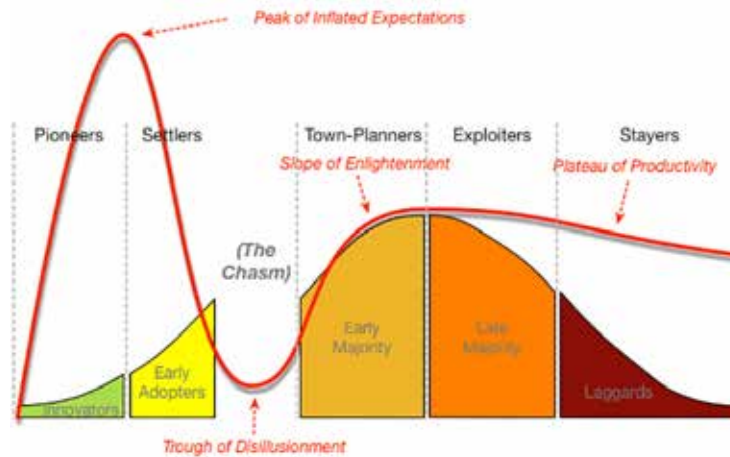 Peak of Inflated Expectations
Pioneers
Settlers
Town-Planners
Exploiters
Stayers
Slope of Enlightenment
Plateau of Productivity
(The
Chasm)
Early
Majority
Late
Majority
Early
Adopters
Innovators
Laggards
Trough of Disillusionment